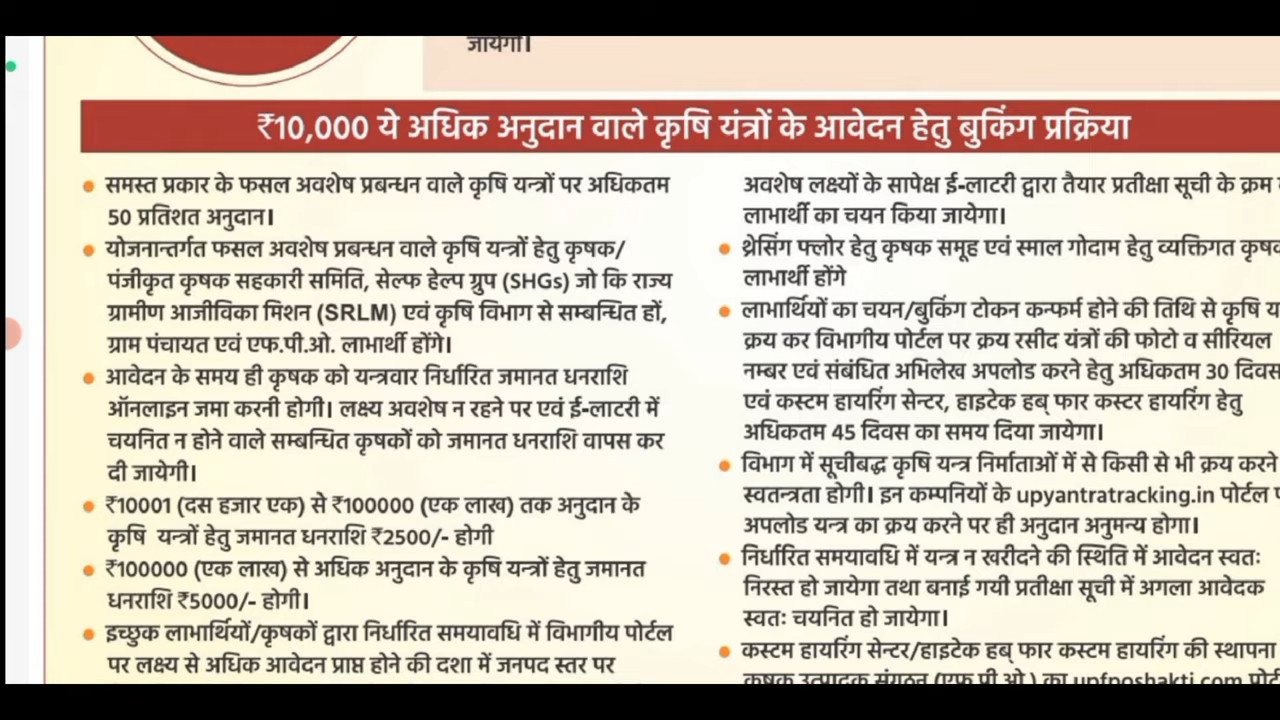 जायेगा।
₹10,000 ये अधिक अनुदान वाले कृषि यंत्रों के आवेदन हेतु बुकिंग प्रक्रिया
समस्त प्रकार के फसल अवशेष प्रबन्धन वाले कृषि यन्त्रों पर अधिकतम
50 प्रतिशत अनुदान।
योजनान्तर्गत फसल अवशेष प्रबन्धन वाले कृषि यन्त्रों हेतु कृषक/
पंजीकृत कृषक सहकारी समिति, सेल्फ हेल्प ग्रुप (SHGs) जो कि राज्य
ग्रामीण आजीविका मिशन (SRLM) एवं कृषि विभाग से सम्बन्धित हों,
ग्राम पंचायत एवं एफ.पी.ओ. लाभार्थी होंगे।
आवेदन के समय ही कृषक को यन्त्रवार निर्धारित जमानत धनराशि
ऑनलाइन जमा करनी होगी। लक्ष्य अवशेष न रहने पर एवं ई-लाटरी में
चयनित न होने वाले सम्बन्धित कृषकों को जमानत धनराशि वापस कर
दी जायेगी।
₹10001 (दस हजार एक) से ₹100000 (एक लाख) तक अनुदान के
कृषि यन्त्रों हेतु जमानत धनराशि ₹2500/- होगी
₹100000 (एक लाख) से अधिक अनुदान के कृषि यन्त्रों हेतु जमानत
धनराशि ₹5000/- होगी।
इच्छुक लाभार्थियों/कृषकों द्वारा निर्धारित समयावधि में विभागीय पोर्टल
पर लक्ष्य से अधिक आवेदन प्राप्त होने की दशा में जनपद स्तर पर
अवशेष लक्ष्यों के सापेक्ष ई-लाटरी द्वारा तैयार प्रतीक्षा सूची के क्रम
लाभार्थी का चयन किया जायेगा।
थ्रेसिंग फ्लोर हेतु कृषक समूह एवं स्माल गोदाम हेतु व्यक्तिगत
लाभार्थी होंगे
लाभार्थियों का चयन/बुकिंग टोकन कन्फर्म होने की तिथि से कृषि
क्रय कर विभागीय पोर्टल पर क्रय रसीद यंत्रों की फोटो व सीरियल
नम्बर एवं संबंधित अभिलेख अपलोड करने हेतु अधिकतम 30 दिवस
एवं कस्टम हायरिंग सेन्टर, हाइटेक हब् फार कस्टर हायरिंग हेतु
अधिकतम 45 दिवस का समय दिया जायेगा।
विभाग में सूचीबद्ध कृषि यन्त्र निर्माताओं में से किसी से भी क्रय करने
स्वतन्त्रता होगी। इन कम्पनियों के upyantratracking.in पोर्टल
अपलोड यन्त्र का क्रय करने पर ही अनुदान अनुमन्य होगा।
निर्धारित समयावधि में यन्त्र न खरीदने की स्थिति में आवेदन स्वतः
निरस्त हो जायेगा तथा बनाई गयी प्रतीक्षा सूची में अगला आवेदक
स्वतः चयनित हो जायेगा।
कस्टम हायरिंग सेन्टर/हाइटेक हब् फार कस्टम हायरिंग की स्थापना
कृषक उत्पादक संगठन (एफ.पी.ओ.) का upfposhakti.com